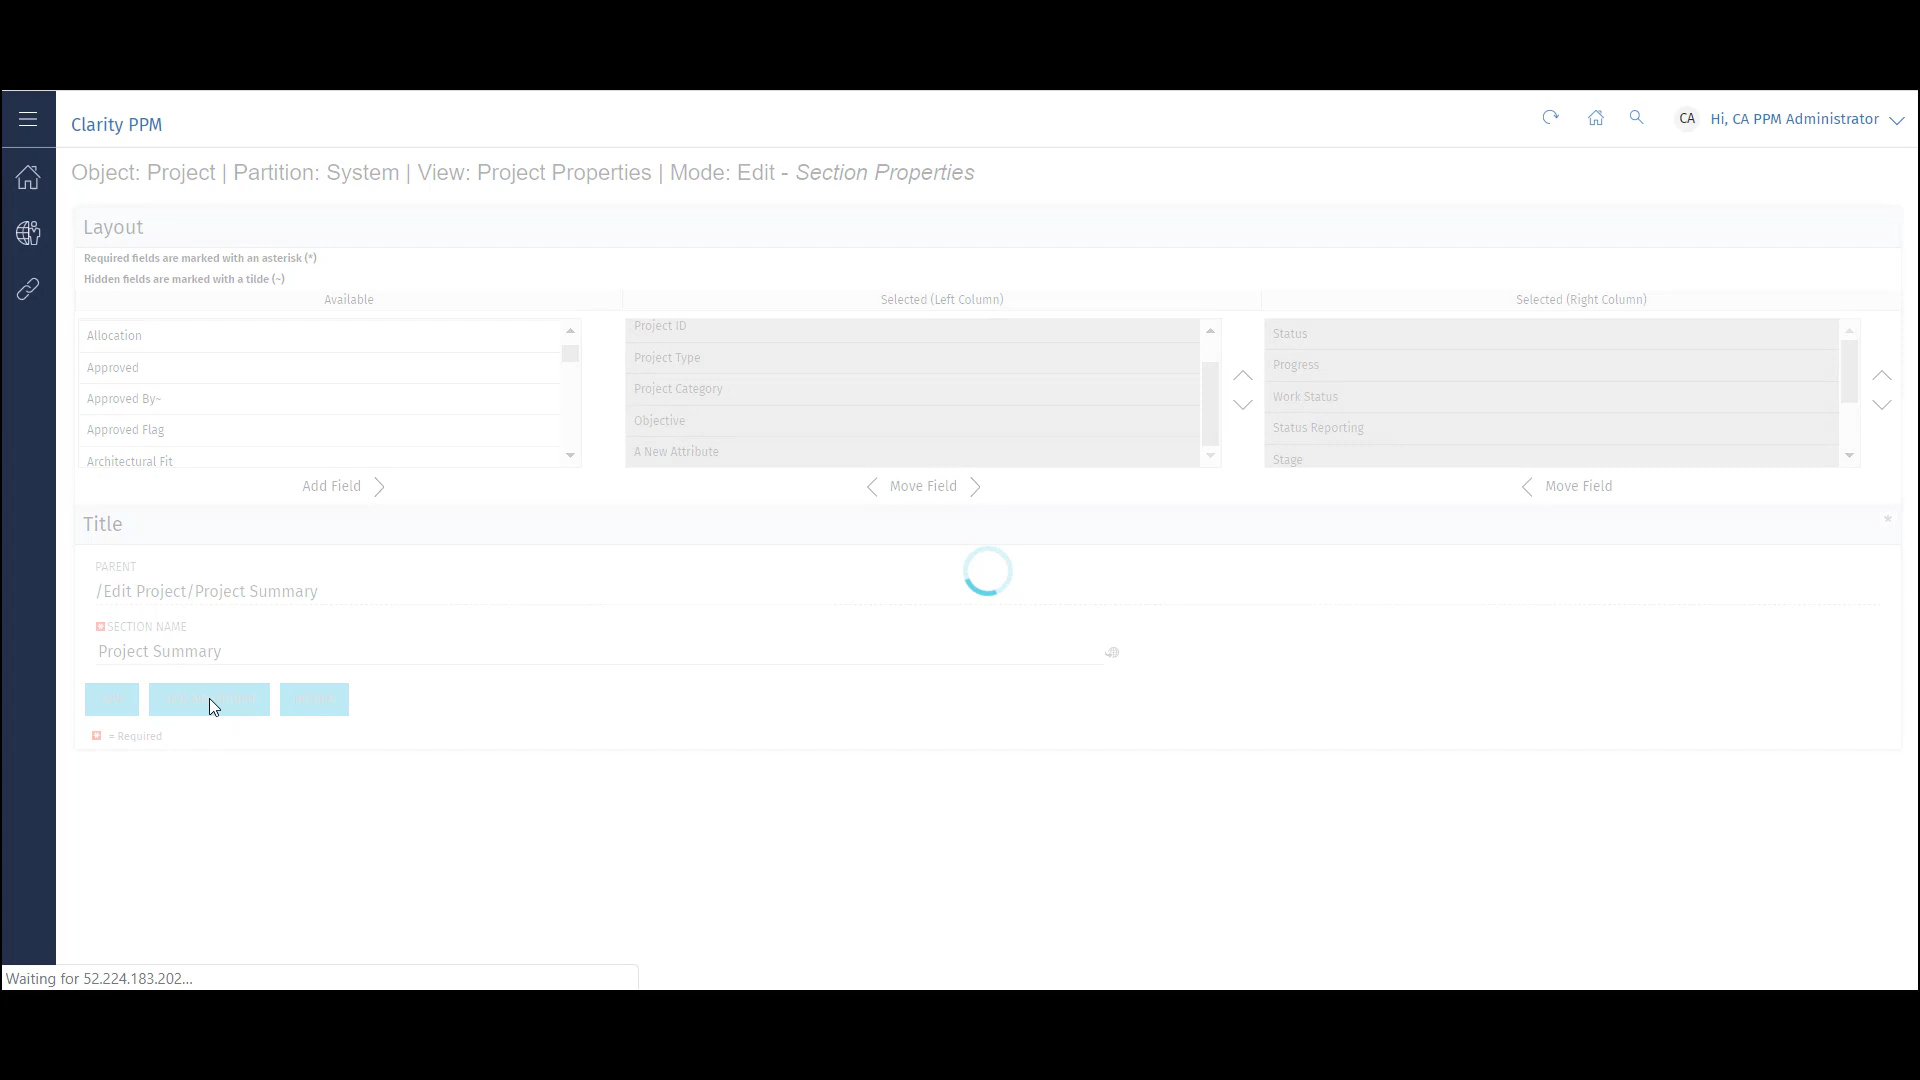 Clarity PPM
CA
Hi, CA PPM Administrator
Object: Project | Partition: System | View: Project Properties | Mode: Edit - Section Properties
Layout
Required fields are marked with an asterisk (*)
Hidden fields are marked with a tilde (~)
Available
Selected (Left Column)
Selected (Right Column)
Allocation
Approved
Approved By~
Approved Flag
Architectural Fit
Project ID
Project Type
Project Category
Objective
A New Attribute
Status
Progress
Work Status
Status Reporting
Stage
Add Field
Move Field
Move Field
Title
*
PARENT
/Edit Project/Project Summary
SECTION NAME
Project Summary
= Required
Waiting for 52.224.183.202...